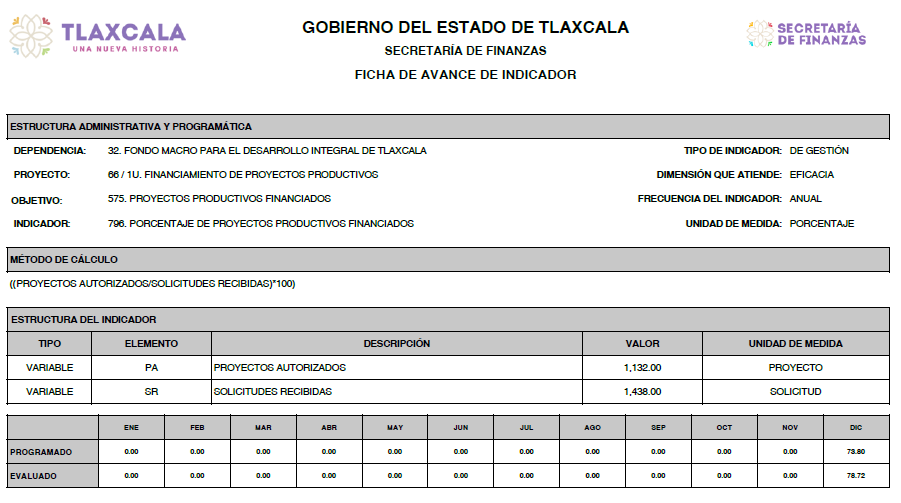 TLAXCALA
UNA NUEVA HISTORIA
GOBIERNO DEL ESTADO DE TLAXCALA
SECRETARÍA DE FINANZAS
FICHA DE AVANCE DE INDICADOR
SECRETARÍA
DE FINANZAS
ESTRUCTURA ADMINISTRATIVA Y PROGRAMÁTICA
DEPENDENCIA: 32. FONDO MACRO PARA EL DESARROLLO INTEGRAL DE TLAXCALA TIPO DE INDICADOR: DE GESTIÓN
PROYECTO: 66 / 1U. FINANCIAMIENTO DE PROYECTOS PRODUCTIVOS DIMENSIÓN QUE ATIENDE: EFICACIA
OBJETIVO: 575. PROYECTOS PRODUCTIVOS FINANCIADOS FRECUENCIA DEL INDICADOR: ANUAL
INDICADOR: 796. PORCENTAJE DE PROYECTOS PRODUCTIVOS FINANCIADOS UNIDAD DE MEDIDA: PORCENTAJE
MÉTODO DE CÁLCULO
((PROYECTOS AUTORIZADOS/SOLICITUDES RECIBIDAS)*100)
ESTRUCTURA DEL INDICADOR
TIPO ELEMENTO DESCRIPCIÓN VALOR UNIDAD DE MEDIDA
VARIABLE PA PROYECTOS AUTORIZADOS 1,132.00 PROYECTO
VARIABLE SR SOLICITUDES RECIBIDAS 1,438.00 SOLICITUD
ENE FEB MAR ABR MAY JUN JUL AGO SEP OCT NOV DIC
PROGRAMADO 0.00 0.00 0.00 0.00 0.00 0.00 0.00 0.00 0.00 0.00 0.00 73.80
EVALUADO 0.00 0.00 0.00 0.00 0.00 0.00 0.00 0.00 0.00 0.00 0.00 78.72